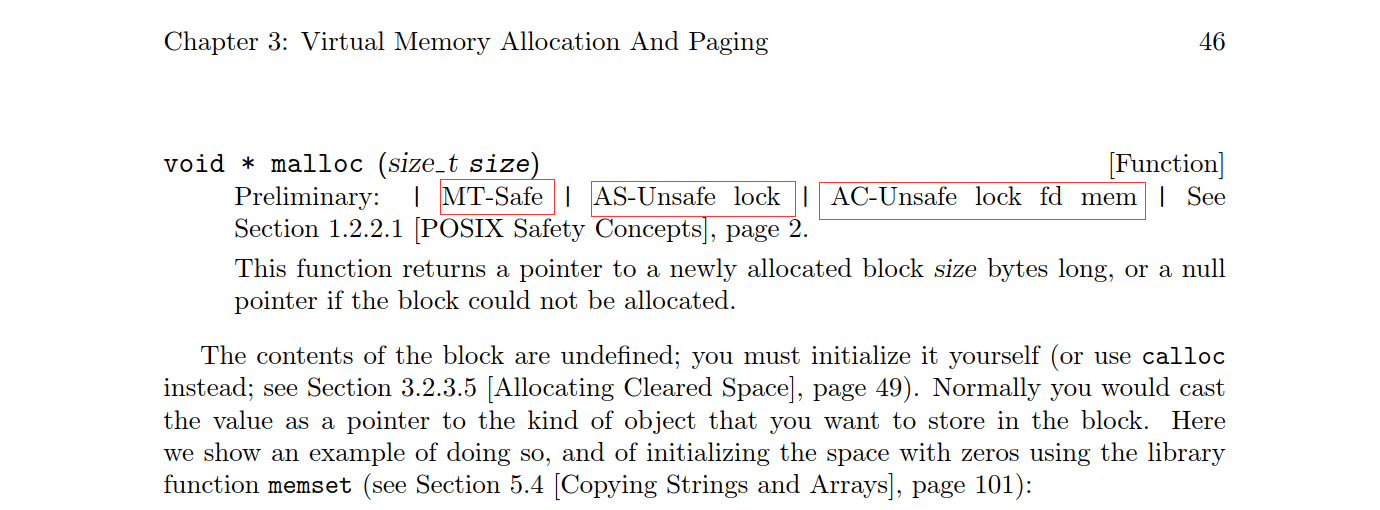 Chapter 3: Virtual Memory Allocation And Paging 46
void * malloc (size_t size) [Function]
Preliminary: | MT-Safe | AS-Unsafe lock | AC-Unsafe lock fd mem | See
Section 1.2.2.1 [POSIX Safety Concepts], page 2.
This function returns a pointer to a newly allocated block size bytes long, or a null
pointer if the block could not be allocated.
The contents of the block are undefined; you must initialize it yourself (or use calloc
instead; see Section 3.2.3.5 [Allocating Cleared Space], page 49). Normally you would cast
the value as a pointer to the kind of object that you want to store in the block. Here
we show an example of doing so, and of initializing the space with zeros using the library
function memset (see Section 5.4 [Copying Strings and Arrays], page 101):